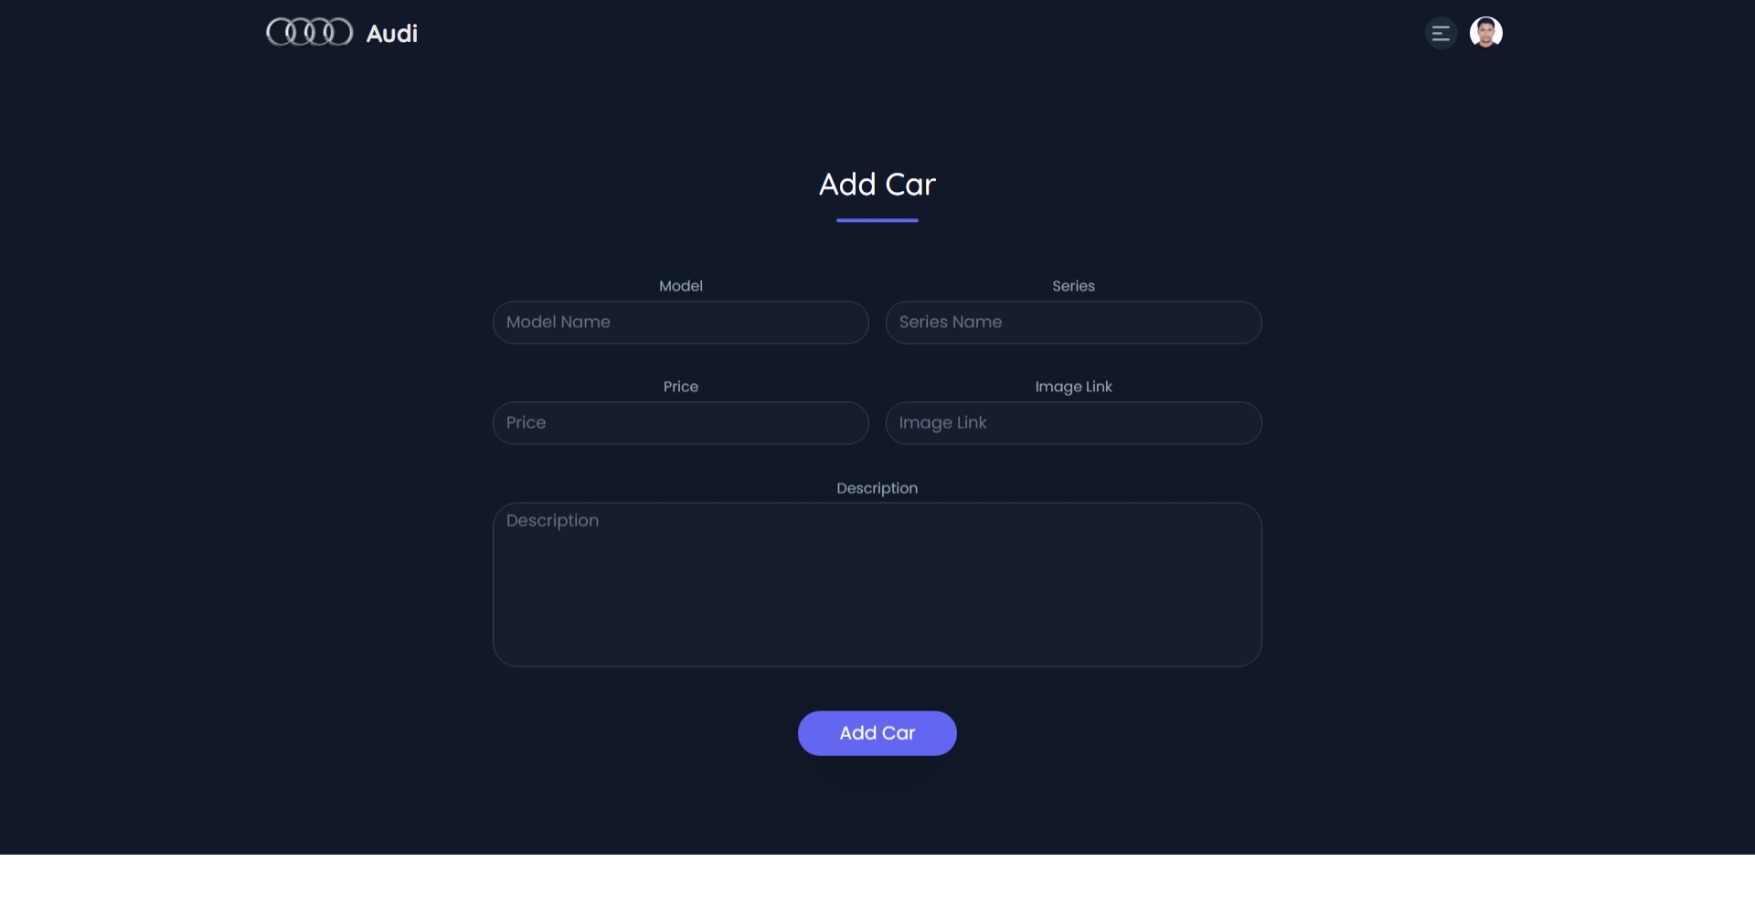 Audi
Add Car
Model Series
Model Name Series Name
Price Image Link
Price Image Link
Description
Description
Add Car